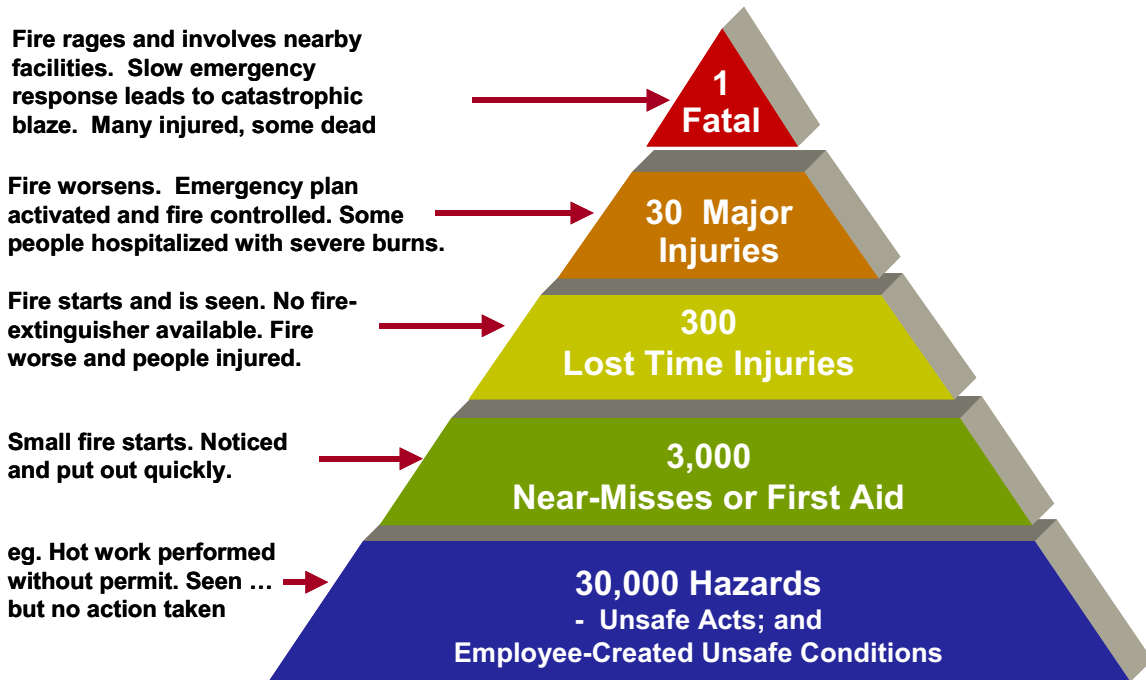 Fire rages and involves nearby
facilities.  Slow emergency
response leads to catastrophic
blaze.  Many injured, some dead
1
Fatal
Fire worsens.  Emergency plan
activated and fire controlled. Some
people hospitalized with severe burns.
30  Major
Injuries
Fire starts and is seen. No fire-
extinguisher available. Fire
worse and people injured.
300
Lost Time Injuries
Small fire starts. Noticed
and put out quickly.
3,000
Near-Misses or First Aid
eg. Hot work performed
without permit. Seen …
but no action taken
30,000 Hazards
-  Unsafe Acts; and
Employee-Created Unsafe Conditions